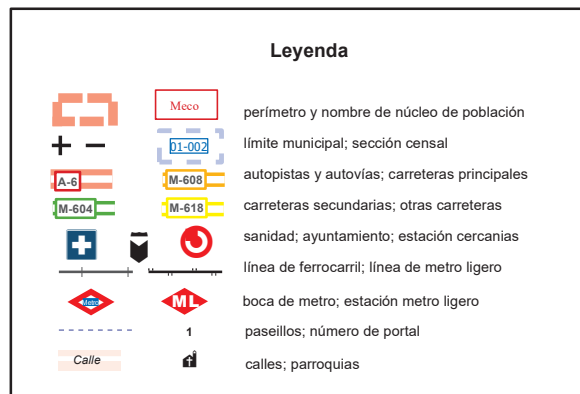 Leyenda
Meco
perímetro y nombre de núcleo de población
01-002
límite municipal; sección censal
A-6
M-608
autopistas y autovías; carreteras principales
M-604
M-618
carreteras secundarias; otras carreteras
sanidad; ayuntamiento; estación cercanias
línea de ferrocarril; línea de metro ligero
Metro
ML
boca de metro; estación metro ligero
1
paseillos; número de portal
Calle
calles; parroquias